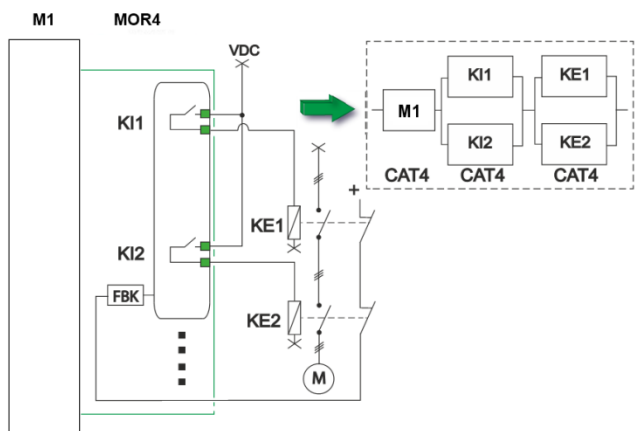 M1
MOR4
VDC
KI1
KI2
FBK
KE1
KE2
M
+
M1
KI1
KI2
KE1
KE2
CAT4 CAT4 CAT4